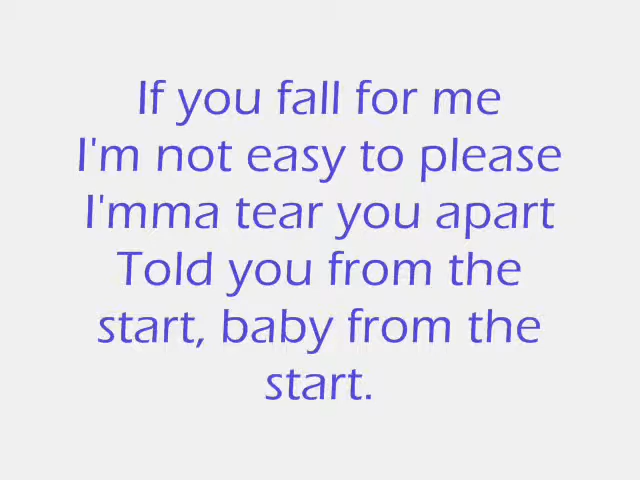 If you fall for me
I'm not easy to please
I'mma tear you apart
Told you from the
start, baby from the
start.